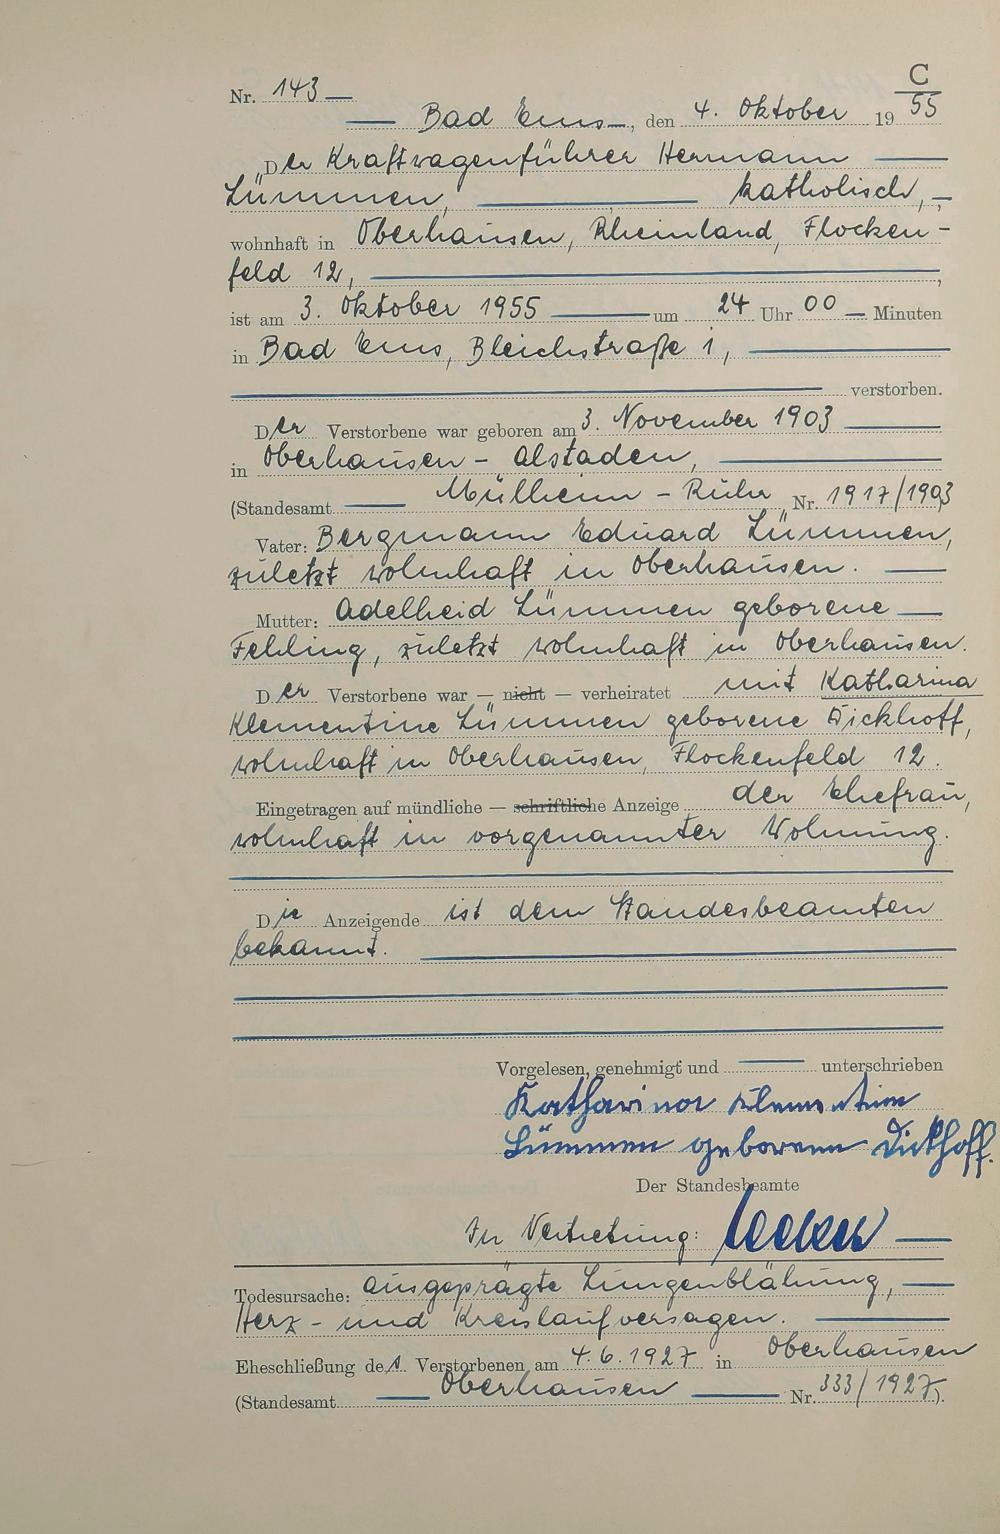 C
Nr. 143
Bad Ems, den 4. Oktober 1955
Der Kraftwagenführer Hermann
Lümmen, katholisch,
wohnhaft in Oberhausen, Rheinland, Flocken-
feld 12,
ist am 3. Oktober 1955 um 24 Uhr 00 Minuten
in Bad Ems, Bleichstraße 1,
verstorben.
Der Verstorbene war geboren am 3. November 1903
in Oberhausen - Alstaden,
(Standesamt Mülheim - Ruhr Nr. 1917/1903
Vater: Bergmann Eduard Lümmen,
zuletzt wohnhaft in Oberhausen.
Mutter: Adelheid Lümmen geborene
Fehling, zuletzt wohnhaft in Oberhausen.
Der Verstorbene war — nicht — verheiratet mit Katharina
Klementine Lümmen geborene Dickhoff,
wohnhaft in Oberhausen, Flockenfeld 12.
Eingetragen auf mündliche — schriftliche Anzeige der Ehefrau,
wohnhaft in vorgenannter Wohnung.
Die Anzeigende ist dem Standesbeamten
bekannt.
Vorgelesen, genehmigt und unterschrieben
Katharina Klementine
Lümmen geborene Dickhoff.
Der Standesbeamte
In Vertretung:
Todesursache: ausgeprägte Lungenblähung,
Herz- und Kreislaufversagen.
Eheschließung des Verstorbenen am 4.6.1927 in Oberhausen
(Standesamt Oberhausen Nr. 333/1927).